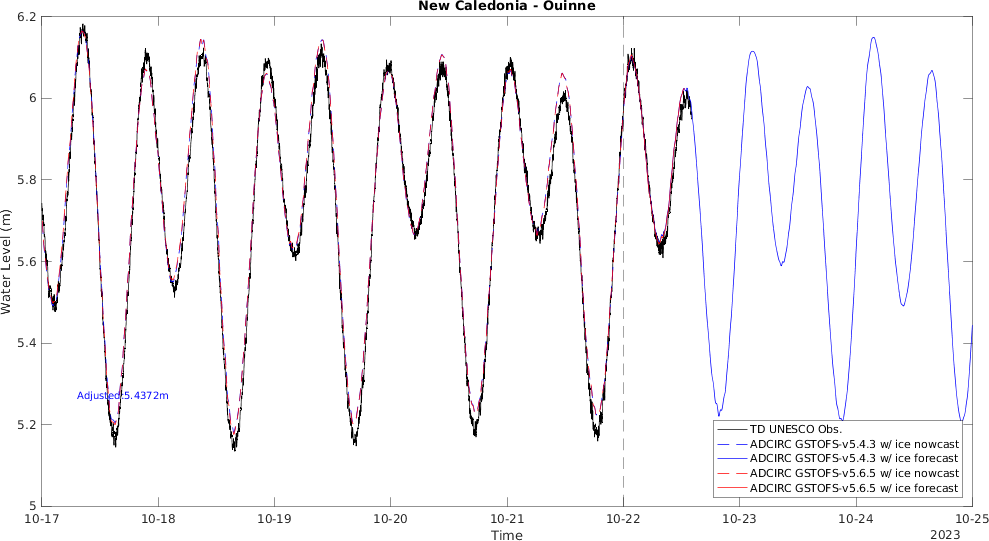 New Caledonia - Ouinne
6.2
6
5.8
5.6
5.4
5.2
5
Water Level (m)
Adjusted:5.4372m
TD UNESCO Obs.
ADCIRC GSTOFS-v5.4.3 w/ ice nowcast
ADCIRC GSTOFS-v5.4.3 w/ ice forecast
ADCIRC GSTOFS-v5.6.5 w/ ice nowcast
ADCIRC GSTOFS-v5.6.5 w/ ice forecast
10-17 10-18 10-19 10-20 10-21 10-22 10-23 10-24 10-25
Time
2023